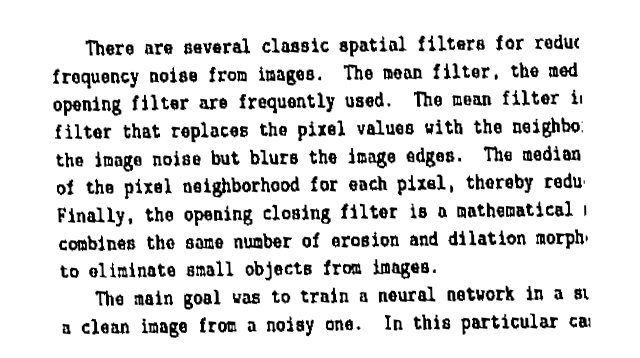 There are several classic spatial filters for reduc
frequency noise from images. The mean filter, the med
opening filter are frequently used. The mean filter i
filter that replaces the pixel values with the neighbo
the image noise but blurs the image edges. The median
of the pixel neighborhood for each pixel, thereby redu
Finally, the opening closing filter is a mathematical
combines the same number of erosion and dilation morph
to eliminate small objects from images.
The main goal was to train a neural network in a su
a clean image from a noisy one. In this particular ca